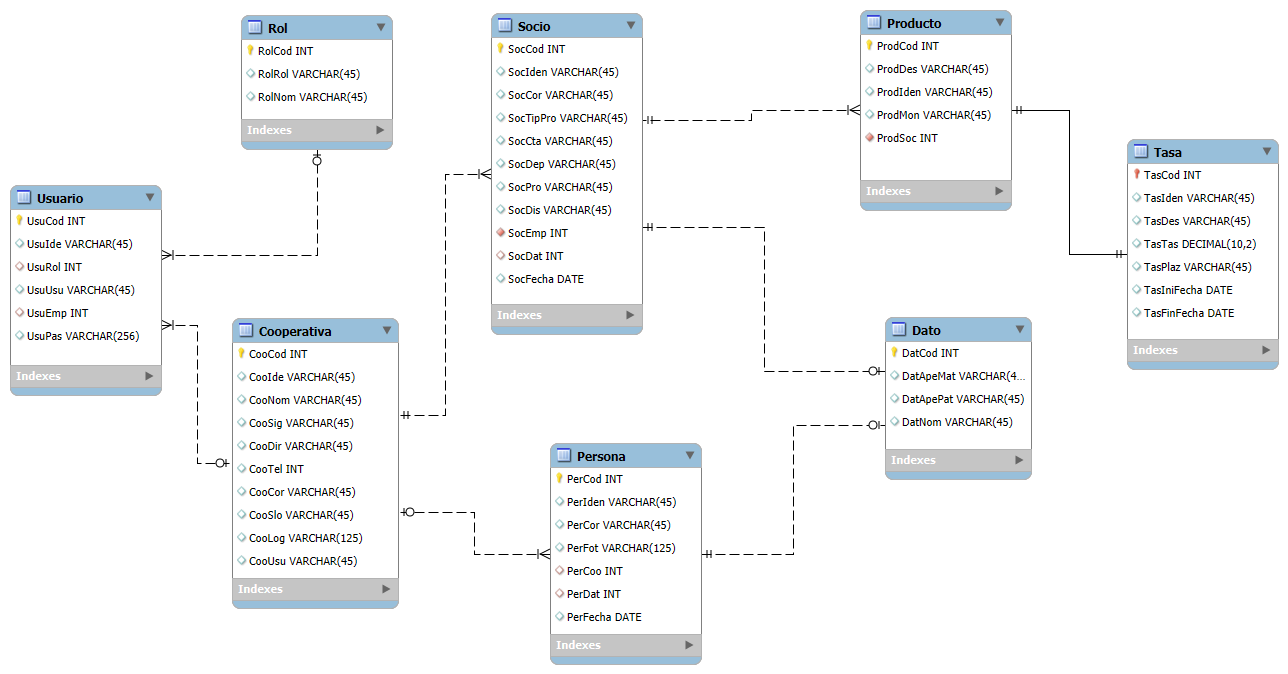 Rol
RolCod INT
RolRol VARCHAR(45)
RolNom VARCHAR(45)
Indexes
Usuario
UsuCod INT
UsuIde VARCHAR(45)
UsuRol INT
UsuUsu VARCHAR(45)
UsuEmp INT
UsuPas VARCHAR(256)
Indexes
Cooperativa
CooCod INT
CooIde VARCHAR(45)
CooNom VARCHAR(45)
CooSig VARCHAR(45)
CooDir VARCHAR(45)
CooTel INT
CooCor VARCHAR(45)
CooSlo VARCHAR(45)
CooLog VARCHAR(125)
CooUsu VARCHAR(45)
Indexes
Socio
SocCod INT
SocIden VARCHAR(45)
SocCor VARCHAR(45)
SocTipPro VARCHAR(45)
SocCta VARCHAR(45)
SocDep VARCHAR(45)
SocPro VARCHAR(45)
SocDis VARCHAR(45)
SocEmp INT
SocDat INT
SocFecha DATE
Indexes
Persona
PerCod INT
PerIden VARCHAR(45)
PerCor VARCHAR(45)
PerFot VARCHAR(125)
PerCoo INT
PerDat INT
PerFecha DATE
Indexes
Producto
ProdCod INT
ProdDes VARCHAR(45)
ProdIden VARCHAR(45)
ProdMon VARCHAR(45)
ProdSoc INT
Indexes
Dato
DatCod INT
DatApeMat VARCHAR(4...
DatApePat VARCHAR(45)
DatNom VARCHAR(45)
Indexes
Tasa
TasCod INT
TasIden VARCHAR(45)
TasDes VARCHAR(45)
TasTas DECIMAL(10,2)
TasPlaz VARCHAR(45)
TasIniFecha DATE
TasFinFecha DATE
Indexes